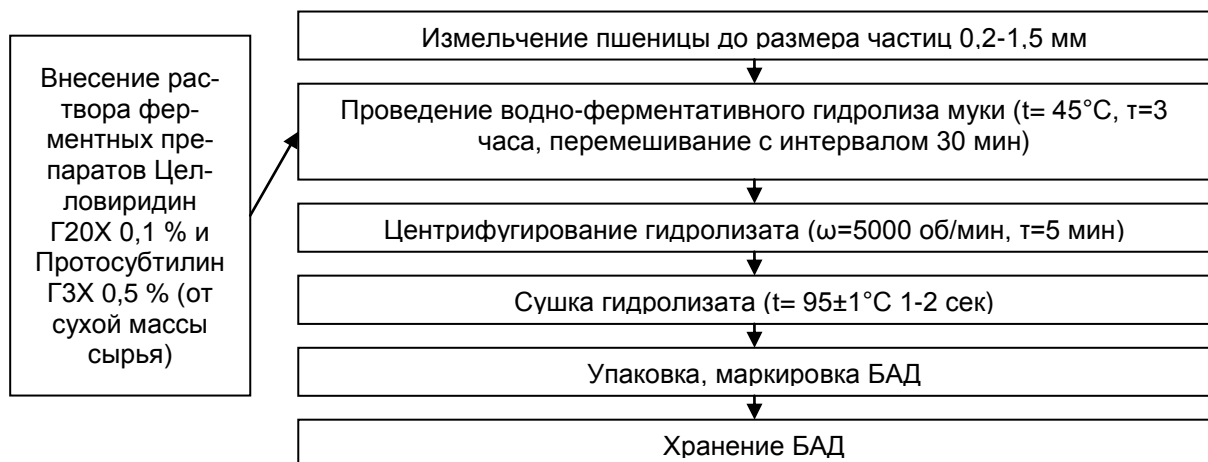 Измельчение пшеницы до размера частиц 0,2-1,5 мм
Внесение рас-
твора фер-
ментных пре-
паратов Цел-
ловиридин
Г20Х 0,1 % и
Протосубтилин
Г3Х 0,5 % (от
сухой массы
сырья)
Проведение водно-ферментативного гидролиза муки (t= 45°С, τ=3
часа, перемешивание с интервалом 30 мин)
Центрифугирование гидролизата (ω=5000 об/мин, τ=5 мин)
Сушка гидролизата (t= 95±1°С 1-2 сек)
Упаковка, маркировка БАД
Хранение БАД